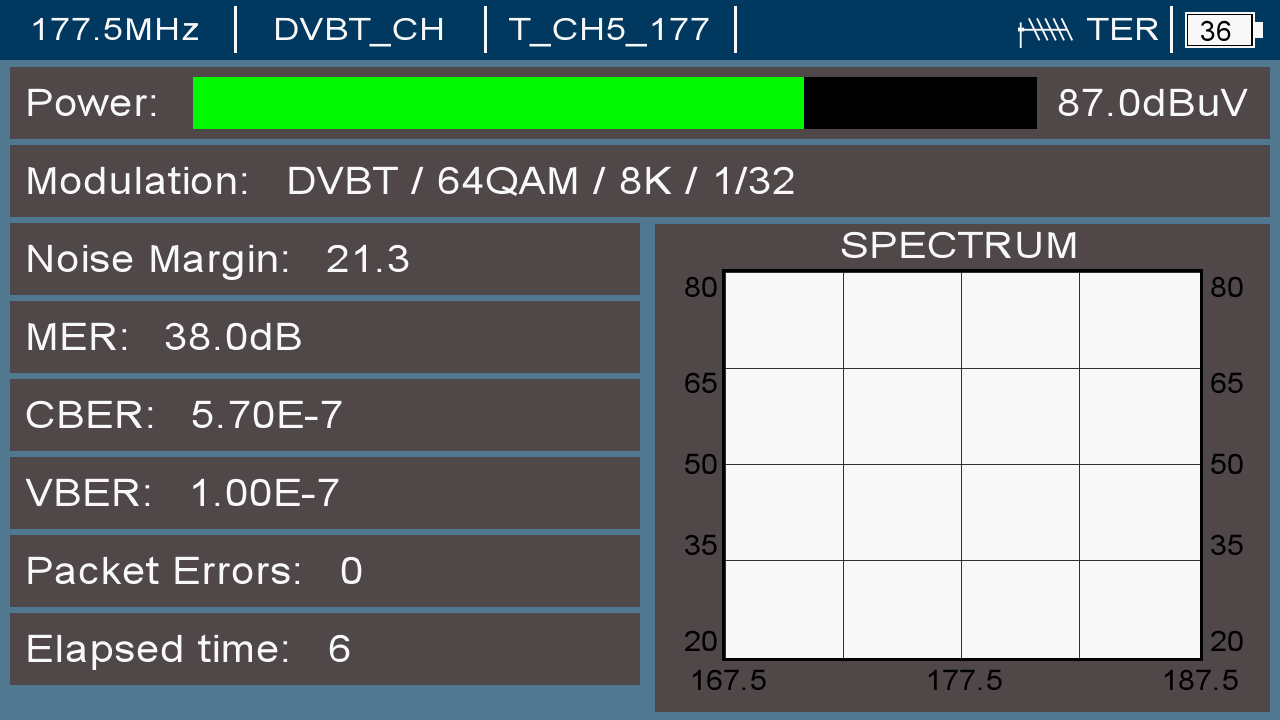 177.5MHz DVBT_CH T_CH5_177 TER 36
Power: 87.0dBuV
Modulation: DVBT / 64QAM / 8K / 1/32
Noise Margin: 21.3
MER: 38.0dB
CBER: 5.70E-7
VBER: 1.00E-7
Packet Errors: 0
Elapsed time: 6
SPECTRUM
80 80
65 65
50 50
35 35
20 20
167.5 177.5 187.5